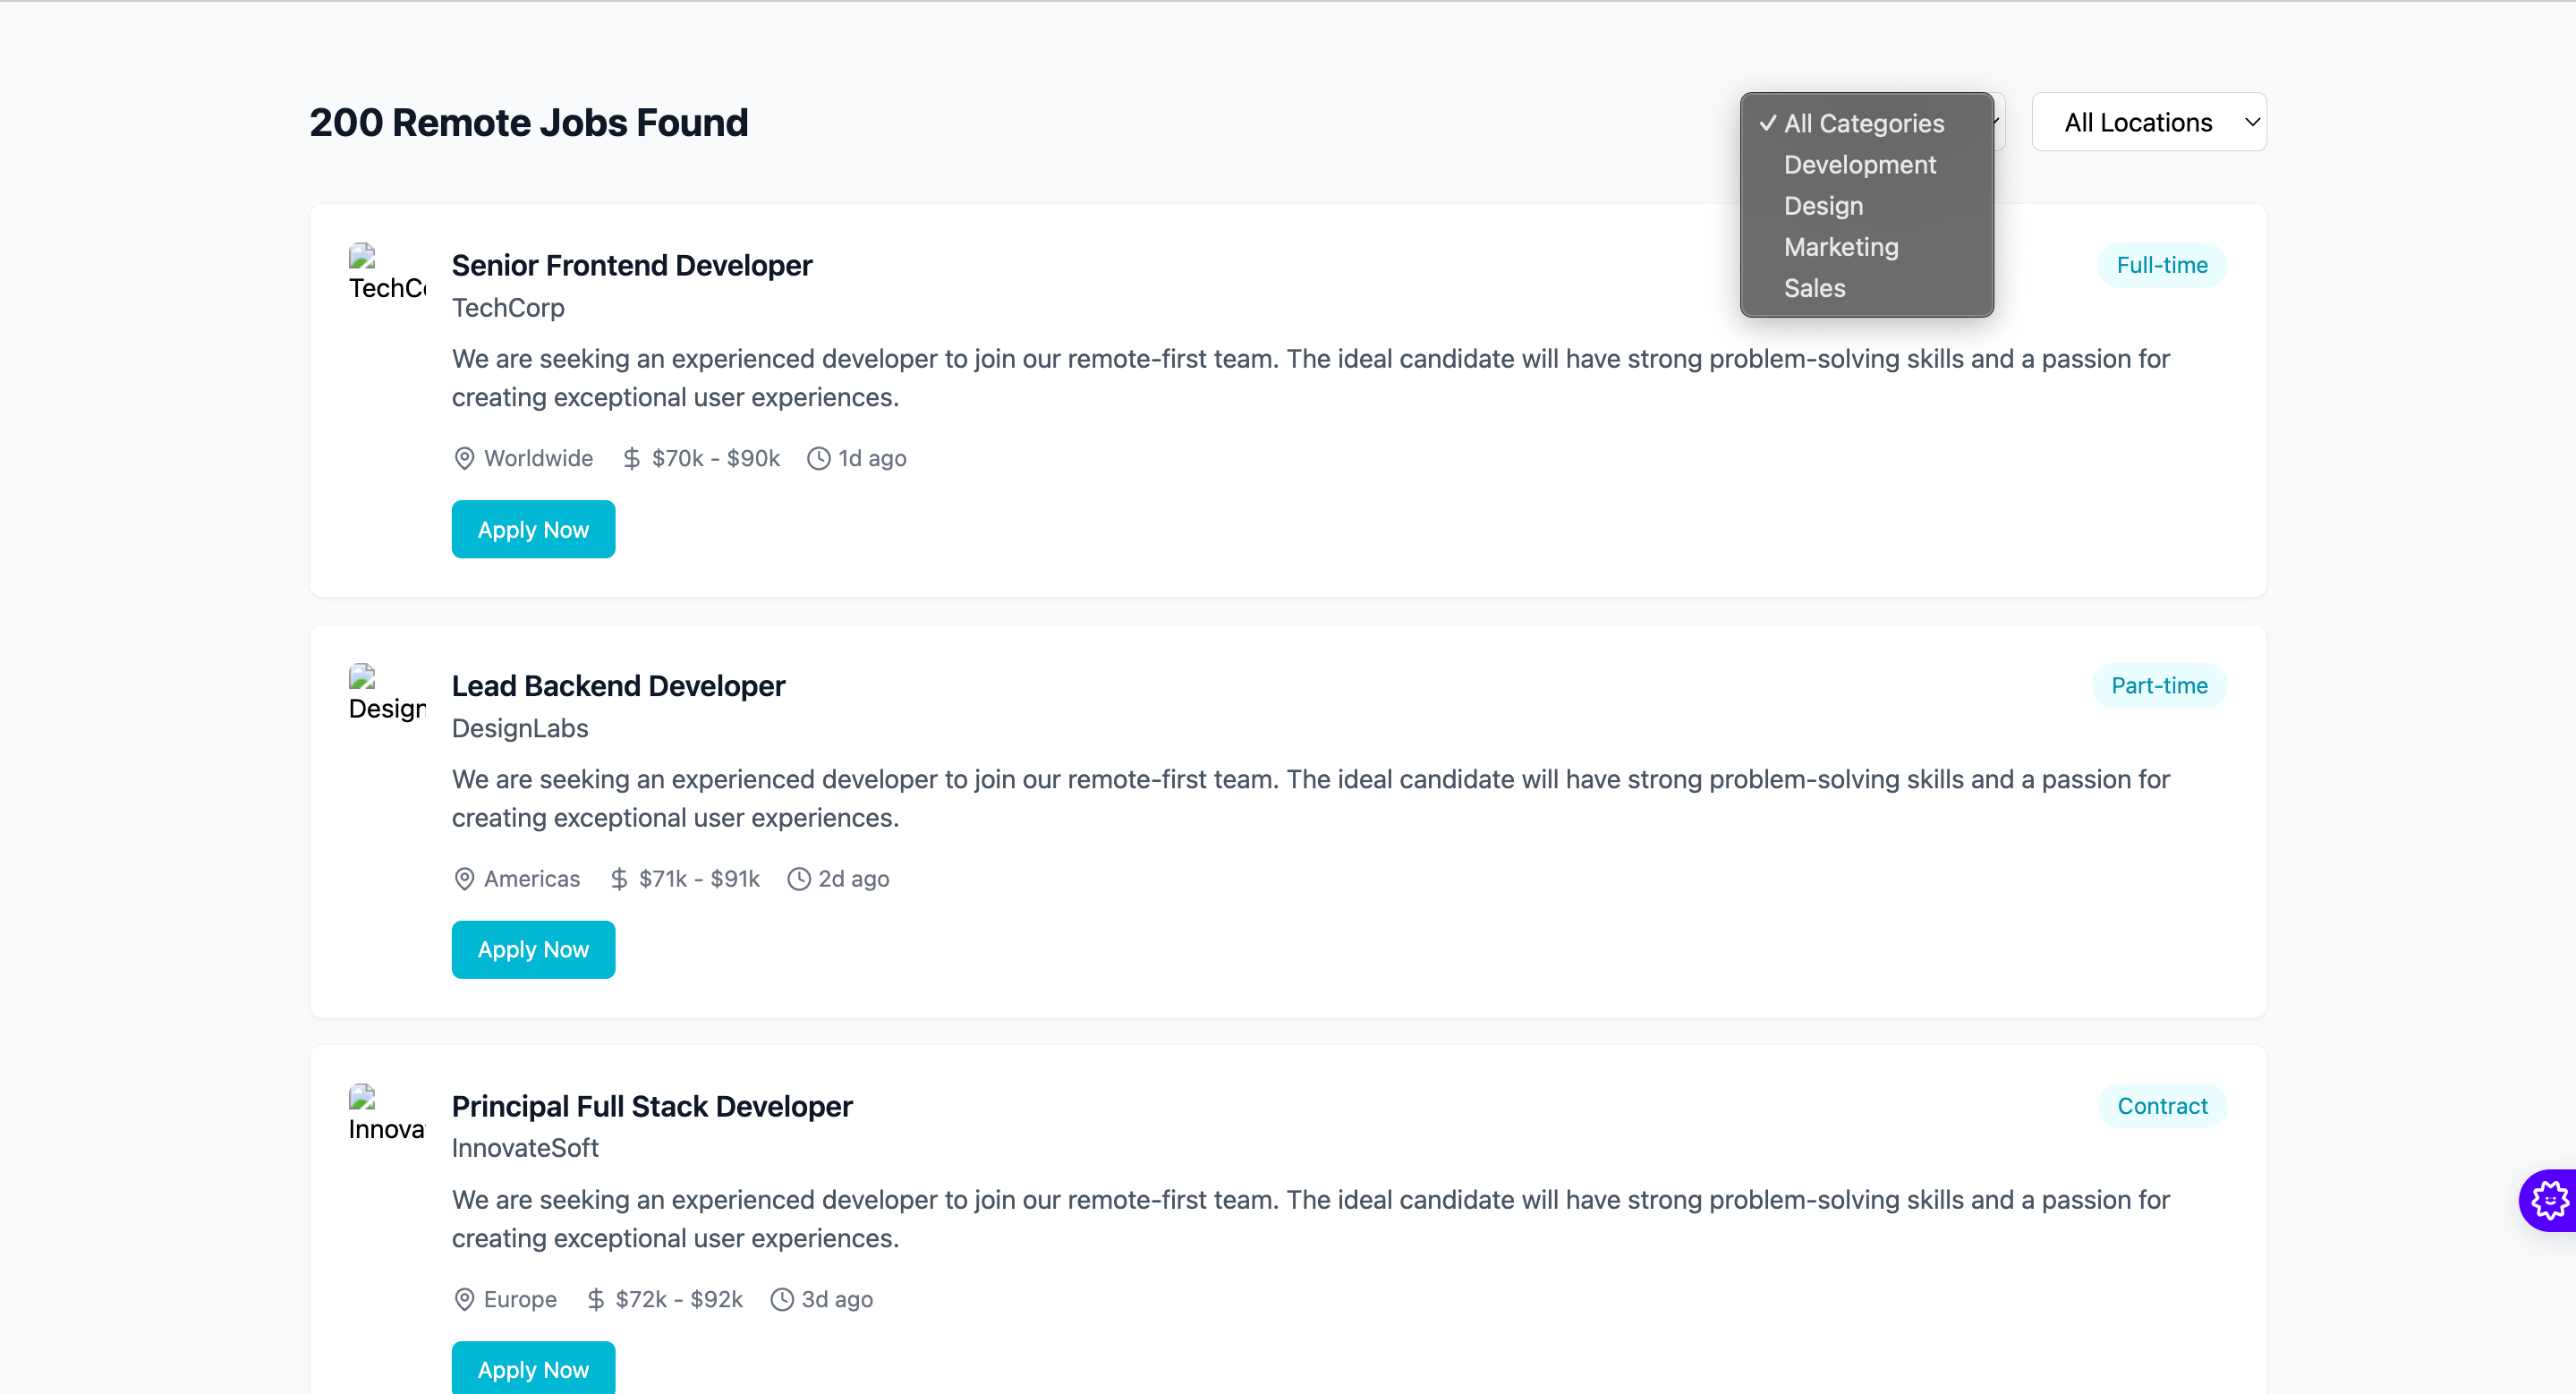 200 Remote Jobs Found
✓ All Categories
Development
Design
Marketing
Sales
All Locations
TechCo
Senior Frontend Developer
Full-time
TechCorp
We are seeking an experienced developer to join our remote-first team. The ideal candidate will have strong problem-solving skills and a passion for
creating exceptional user experiences.
Worldwide $70k - $90k 1d ago
Apply Now
Design
Lead Backend Developer
Part-time
DesignLabs
We are seeking an experienced developer to join our remote-first team. The ideal candidate will have strong problem-solving skills and a passion for
creating exceptional user experiences.
Americas $71k - $91k 2d ago
Apply Now
Innova
Principal Full Stack Developer
Contract
InnovateSoft
We are seeking an experienced developer to join our remote-first team. The ideal candidate will have strong problem-solving skills and a passion for
creating exceptional user experiences.
Europe $72k - $92k 3d ago
Apply Now